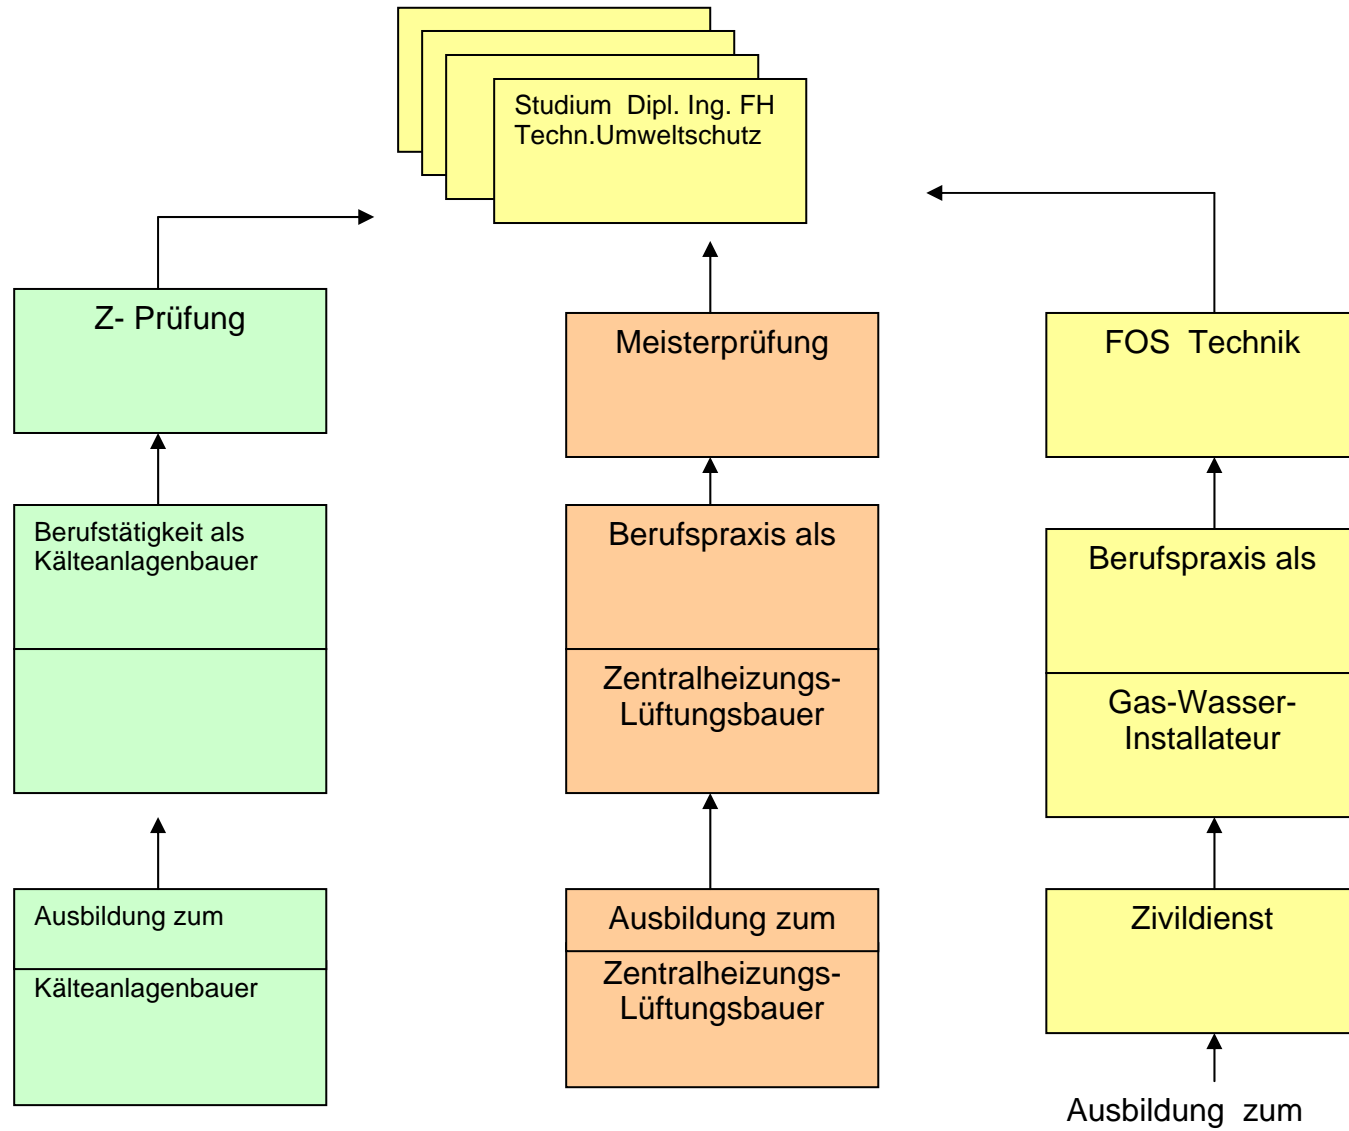 Studium  Dipl. Ing. FH
Techn.Umweltschutz
Z- Prüfung
Meisterprüfung
FOS  Technik
Berufstätigkeit als
Kälteanlagenbauer
Berufspraxis als
Zentralheizungs-
Lüftungsbauer
Berufspraxis als
Gas-Wasser-
Installateur
Ausbildung zum
Kälteanlagenbauer
Ausbildung zum
Zentralheizungs-
Lüftungsbauer
Zivildienst
Ausbildung  zum